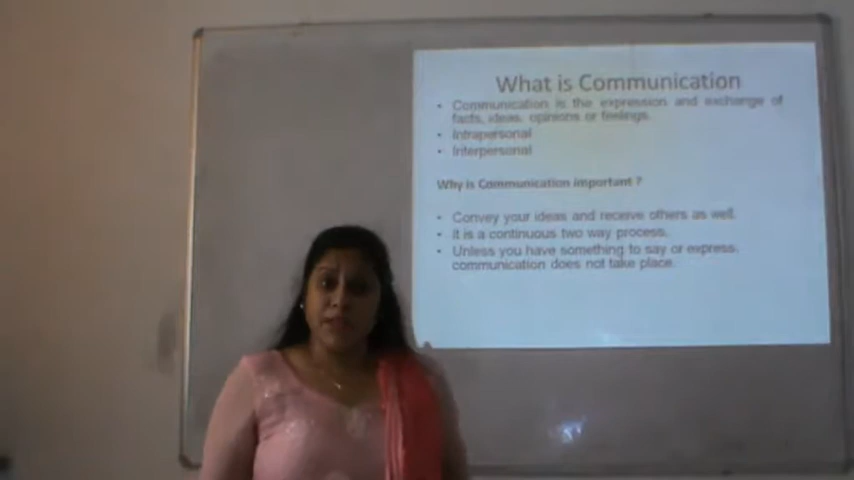 What is Communication
• Communication is the expression and exchange of
facts, ideas, opinions or feelings.
• Intrapersonal
• Interpersonal
Why is Communication important ?
• Convey your ideas and receive others as well.
• It is a continuous two way process.
• Unless you have something to say or express,
communication does not take place.